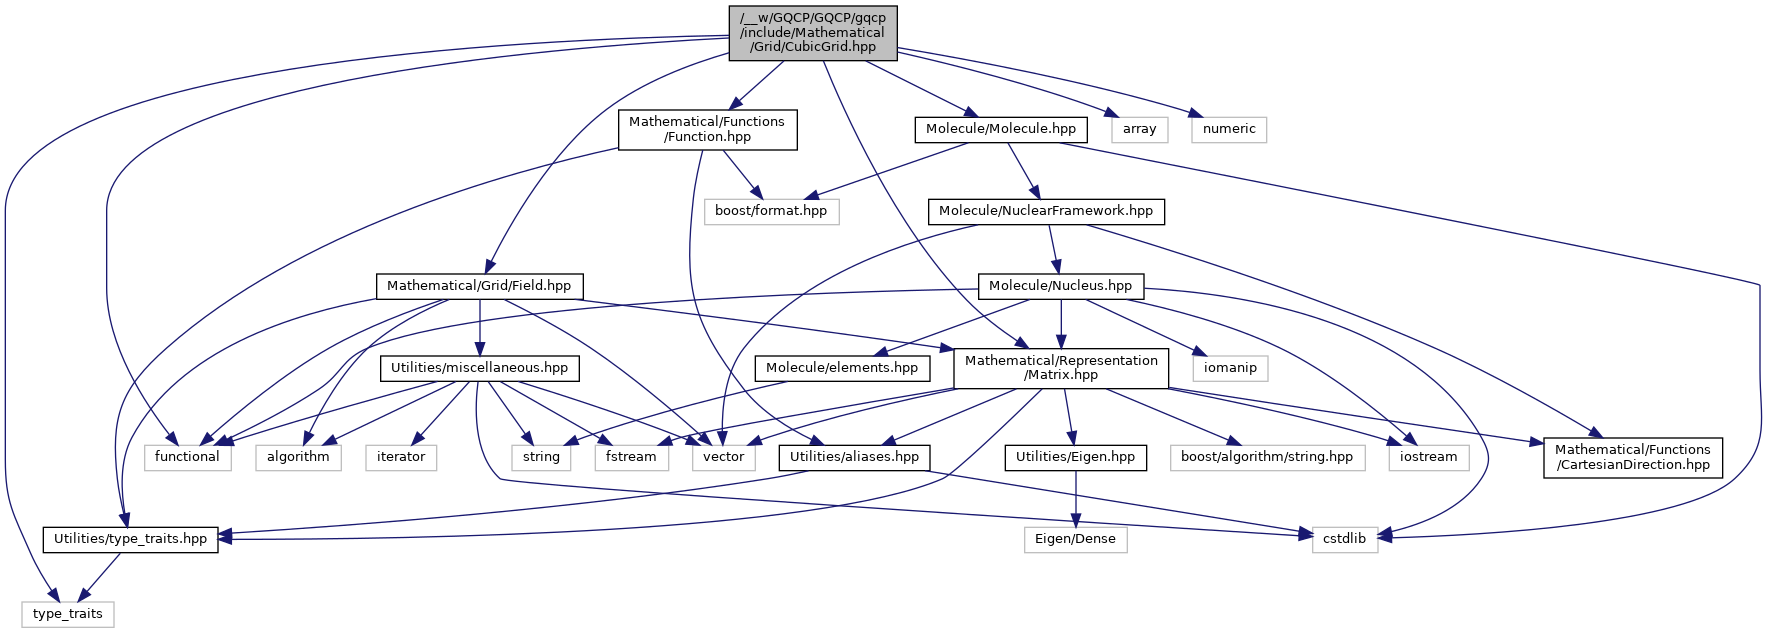 /__w/GQCP/GQCP/gqcp
/include/Mathematical
/Grid/CubicGrid.hpp
Mathematical/Functions
/Function.hpp
Molecule/Molecule.hpp
array
numeric
boost/format.hpp
Molecule/NuclearFramework.hpp
Mathematical/Grid/Field.hpp
Molecule/Nucleus.hpp
Utilities/miscellaneous.hpp
Molecule/elements.hpp
Mathematical/Representation
/Matrix.hpp
iomanip
functional
algorithm
iterator
string
fstream
vector
Utilities/aliases.hpp
Utilities/Eigen.hpp
boost/algorithm/string.hpp
iostream
Mathematical/Functions
/CartesianDirection.hpp
Utilities/type_traits.hpp
Eigen/Dense
cstdlib
type_traits